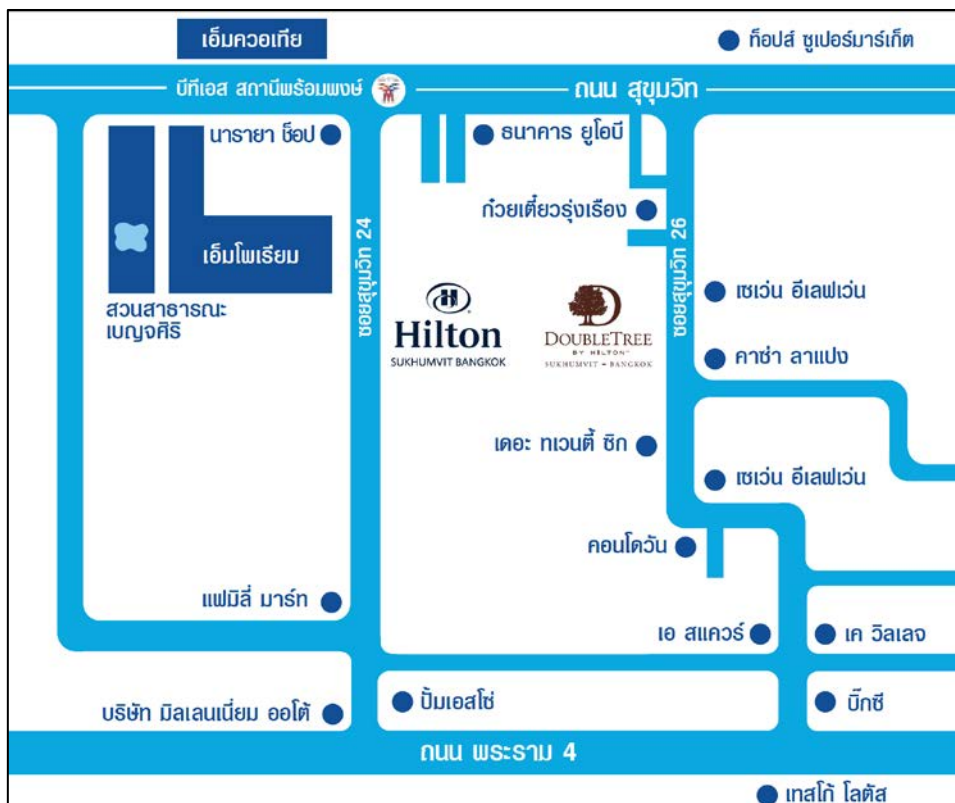 เอ็มควอเทีย
ท็อปส์ ซูเปอร์มาร์เก็ต
บีทีเอส สถานีพร้อมพงษ์
ถนน สุขุมวิท
นารายา ช็อป
ธนาคาร ยูโอบี
ก๋วยเตี๋ยวรุ่งเรือง
เอ็มโพเรียม
ซอยสุขุมวิท 24
ซอยสุขุมวิท 26
สวนสาธารณะ
เบญจศิริ
H
Hilton
SUKHUMVIT BANGKOK
D
DOUBLETREE
BY HILTON™
SUKHUMVIT - BANGKOK
เซเว่น อีเลฟเว่น
คาซ่า ลาแปง
เดอะ ทเวนตี้ ซิก
เซเว่น อีเลฟเว่น
คอนโดวัน
แฟมิลี่ มาร์ท
เอ สแควร์
เค วิลเลจ
บริษัท มิลเลนเนี่ยม ออโต้
ปั้มเอสโซ่
บิ๊กซี
ถนน พระราม 4
เทสโก้ โลตัส